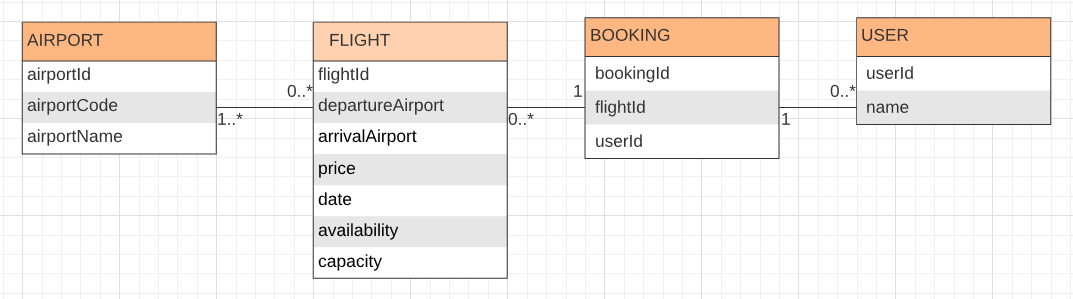 AIRPORT
airportId
airportCode
airportName
0..*
1..*
FLIGHT
flightId
departureAirport
arrivalAirport
price
date
availability
capacity
1
0..*
BOOKING
bookingId
flightId
userId
0..*
1
USER
userId
name